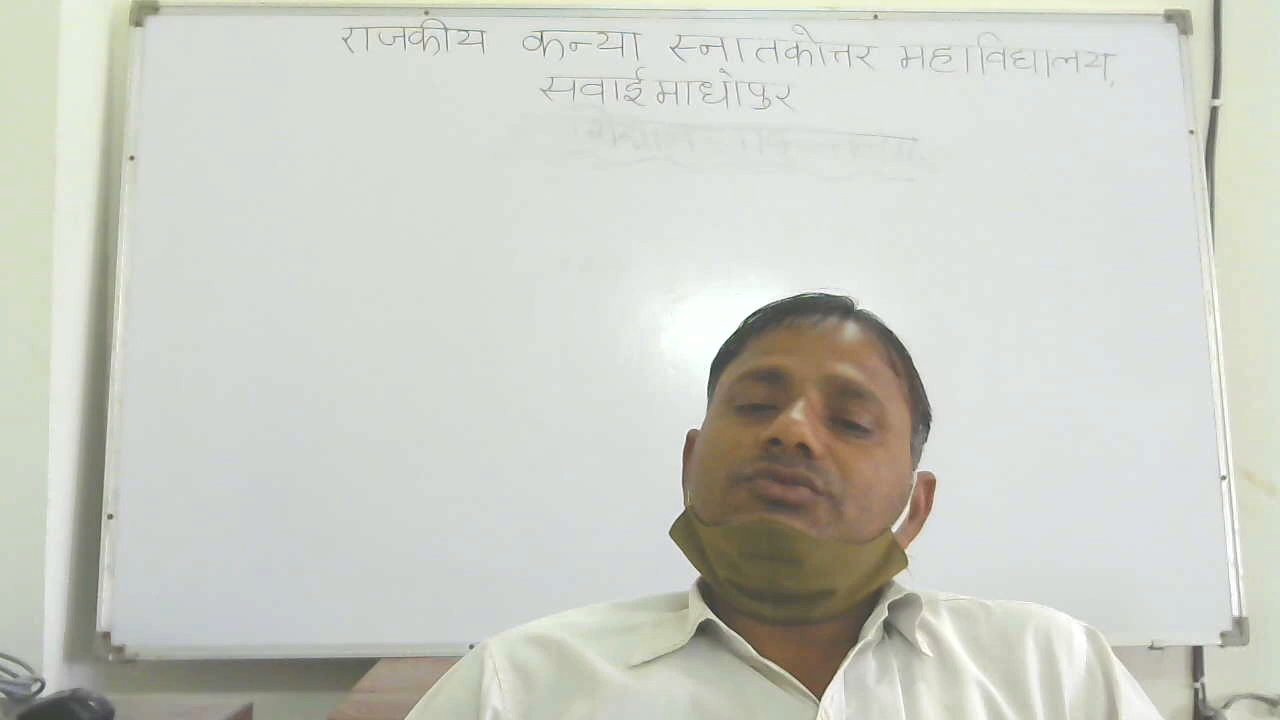 राजकीय कन्या स्नातकोत्तर महाविद्यालय,
सवाई माधोपुर